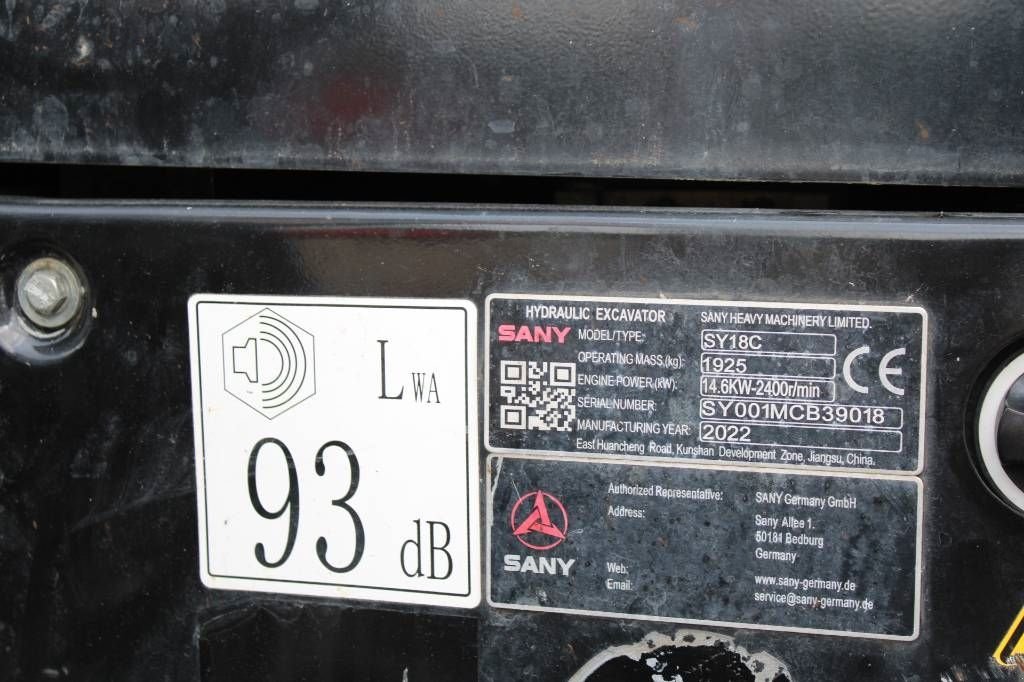 LWA
93 dB
HYDRAULIC EXCAVATOR SANY HEAVY MACHINERY LIMITED.
SANY MODEL/TYPE: SY18C
OPERATING MASS.(kg): 1925
ENGINE POWER.(kW): 14.6KW-2400r/min
SERIAL NUMBER: SY001MCB39018
MANUFACTURING YEAR: 2022
East Huancheng Road, Kunshan Development Zone, Jiangsu, China.
CE
Authorized Representative: SANY Germany GmbH
Address: Sany Allee 1.
50181 Bedburg
Germany
SANY
Web: www.sany-germany.de
Email: service@sany-germany.de